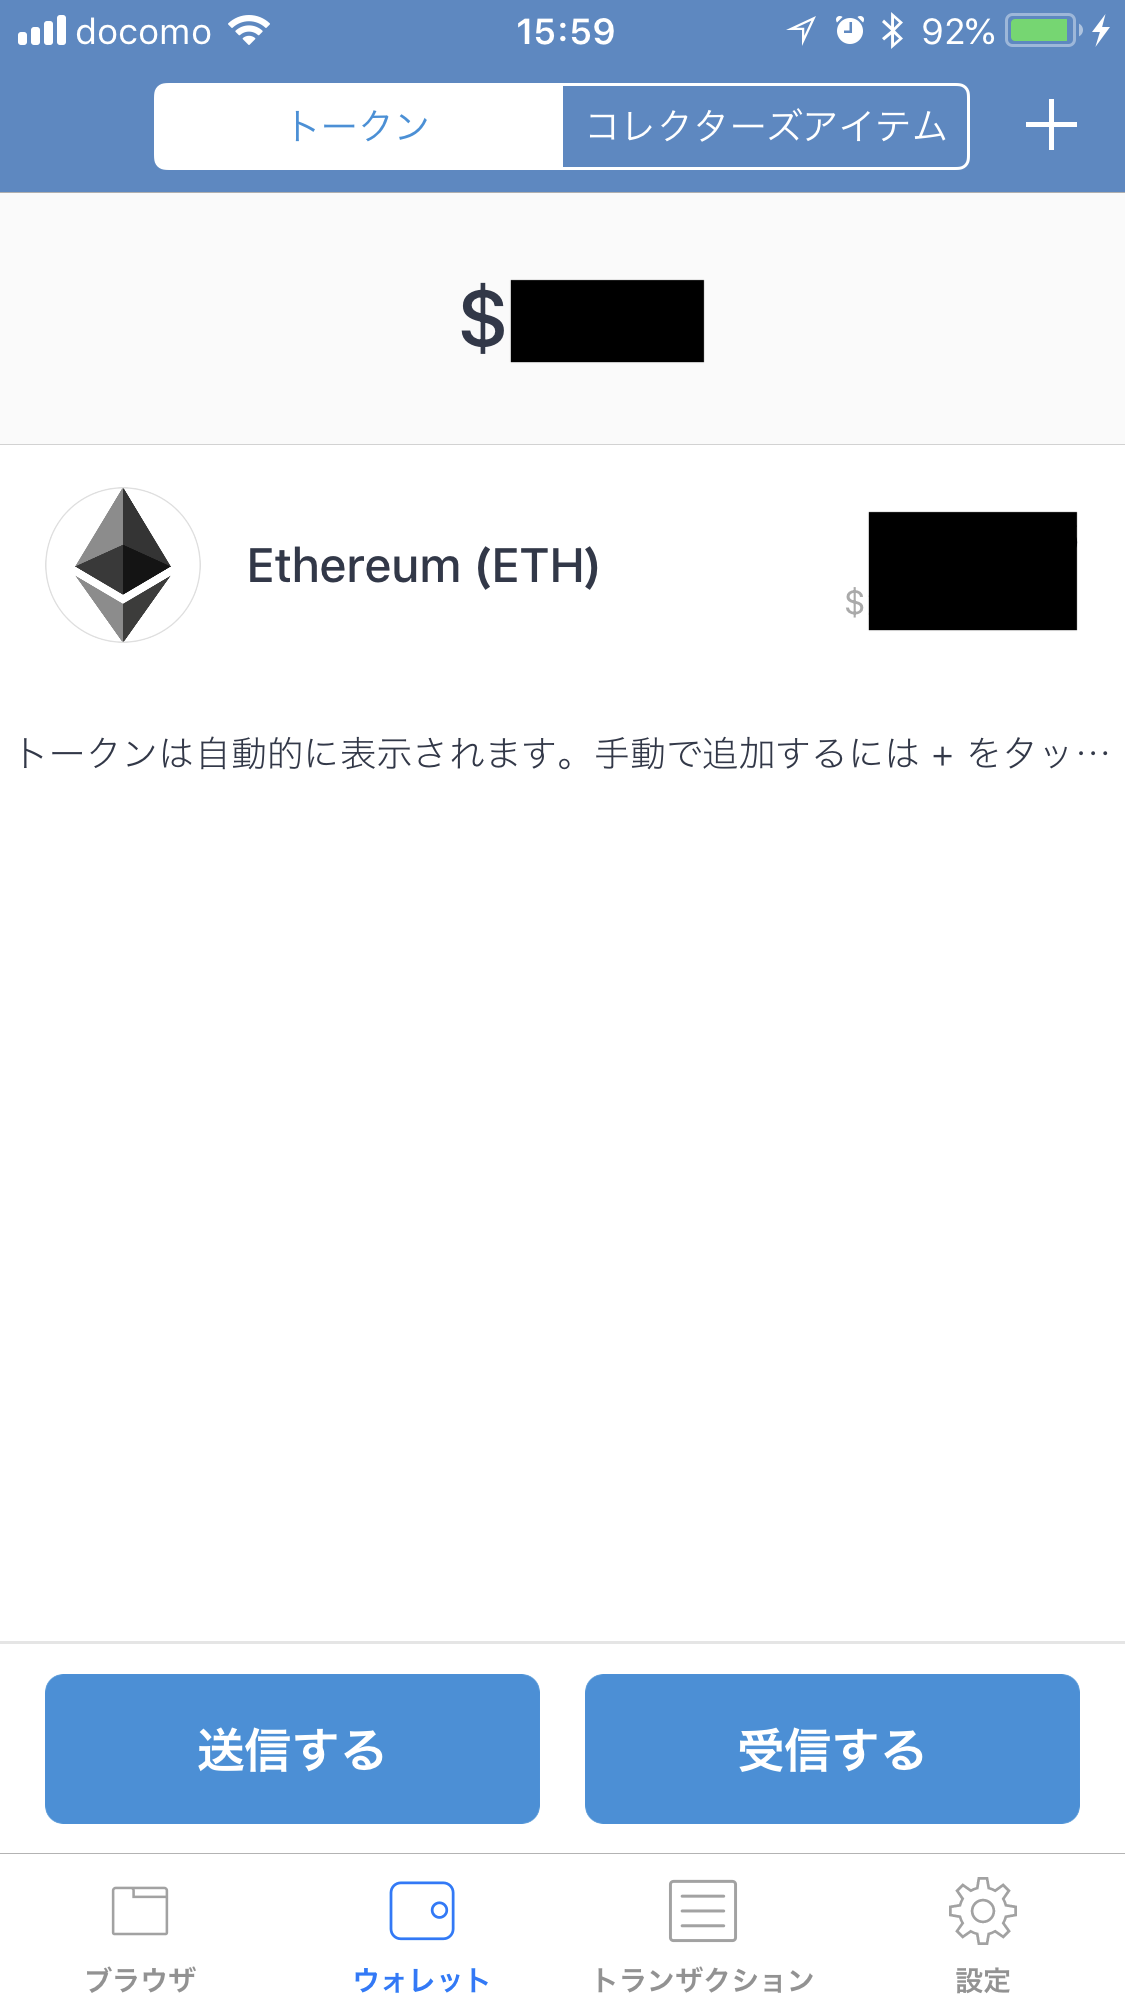 docomo 15:59 92%
トークン コレクターズアイテム
$
Ethereum (ETH)
$
トークンは自動的に表示されます。手動で追加するには + をタッ…
送信する 受信する
ブラウザ ウォレット トランザクション 設定